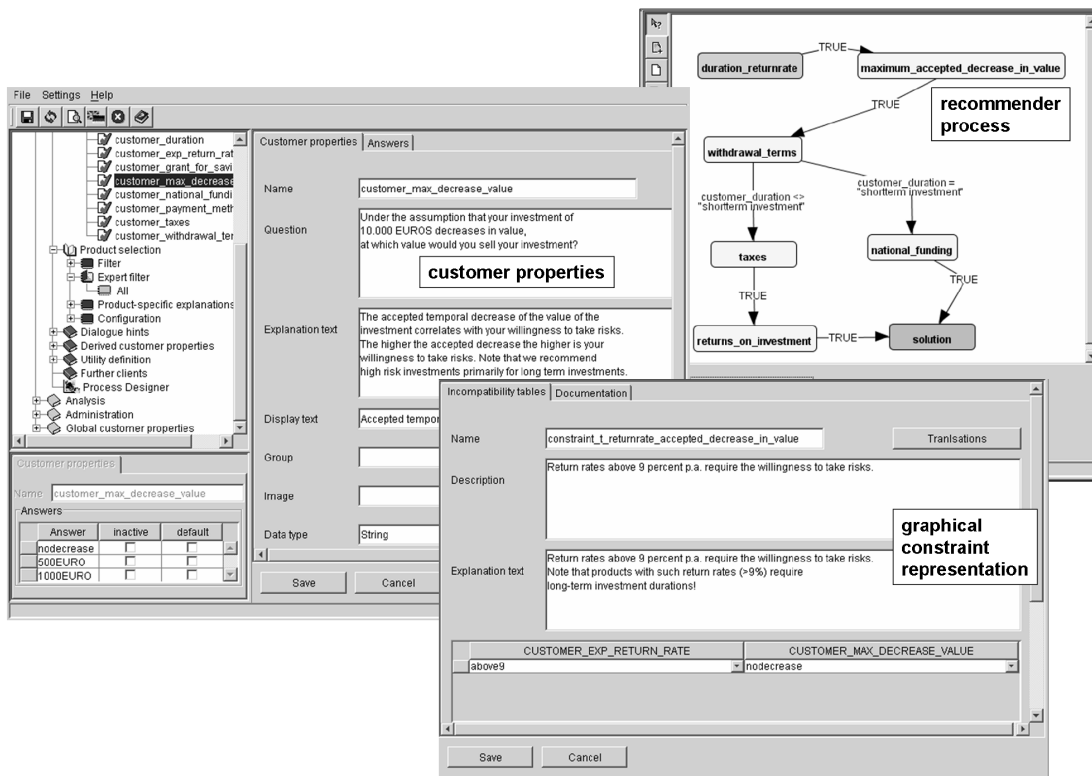 TRUE
duration_returnrate
maximum_accepted_decrease_in_value
TRUE
recommender
process
withdrawal_terms
customer_duration <>
"shortterm investment"
customer_duration =
"shortterm investment"
taxes
national_funding
TRUE
TRUE
returns_on_investment
TRUE
solution
File Settings Help
customer_duration
customer_exp_return_rat
customer_grant_for_savi
customer_max_decrease
customer_national_fundi
customer_payment_meth
customer_taxes
customer_withdrawal_ter
Product selection
Filter
Expert filter
All
Product-specific explanations
Configuration
Dialogue hints
Derived customer properties
Utility definition
Further clients
Process Designer
Analysis
Administration
Global customer properties
Customer properties
Name customer_max_decrease_value
Answers
Answer inactive default
nodecrease
500EURO
1000EURO
Customer properties Answers
Name customer_max_decrease_value
Question
Under the assumption that your investment of
10.000 EUROS decreases in value,
at which value would you sell your investment?
customer properties
Explanation text
The accepted temporal decrease of the value of the
investment correlates with your willingness to take risks.
The higher the accepted decrease the higher is your
willingness to take risks. Note that we recommend
high risk investments primarily for long term investments.
Display text Accepted tempor
Group
Image
Data type String
Save Cancel
Incompatibility tables Documentation
Name constraint_t_returnrate_accepted_decrease_in_value Tranlsations
Description
Return rates above 9 percent p.a. require the willingness to take risks.
graphical
constraint
representation
Explanation text
Return rates above 9 percent p.a. require the willingness to take risks.
Note that products with such return rates (>9%) require
long-term investment durations!
CUSTOMER_EXP_RETURN_RATE CUSTOMER_MAX_DECREASE_VALUE
above9 nodecrease
Save Cancel